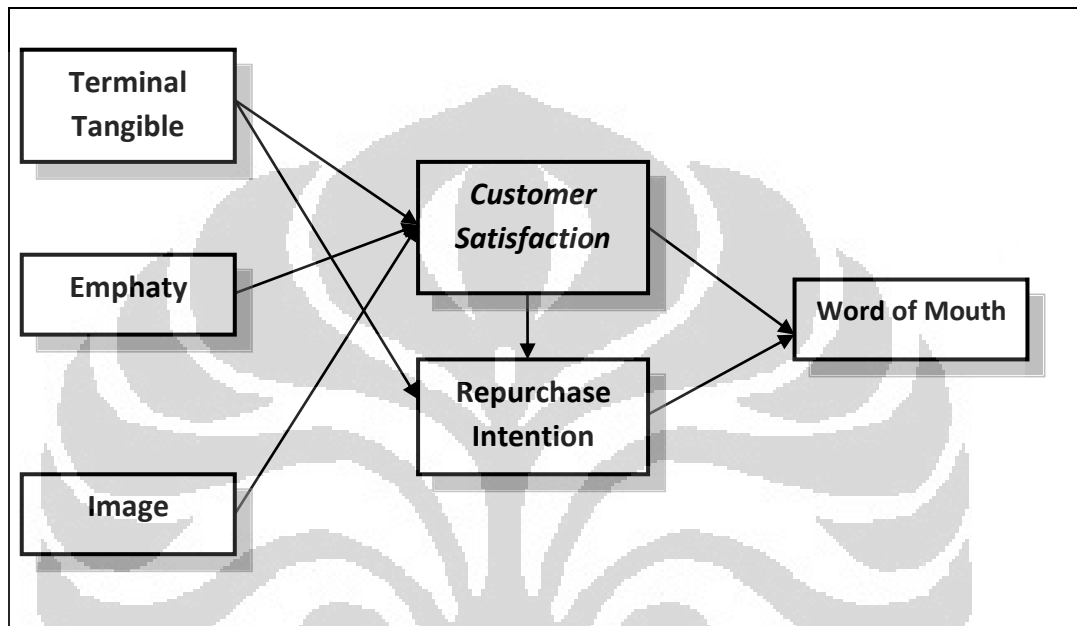 Terminal
Tangible
Customer
Satisfaction
Emphaty
Word of Mouth
Repurchase
Intention
Image